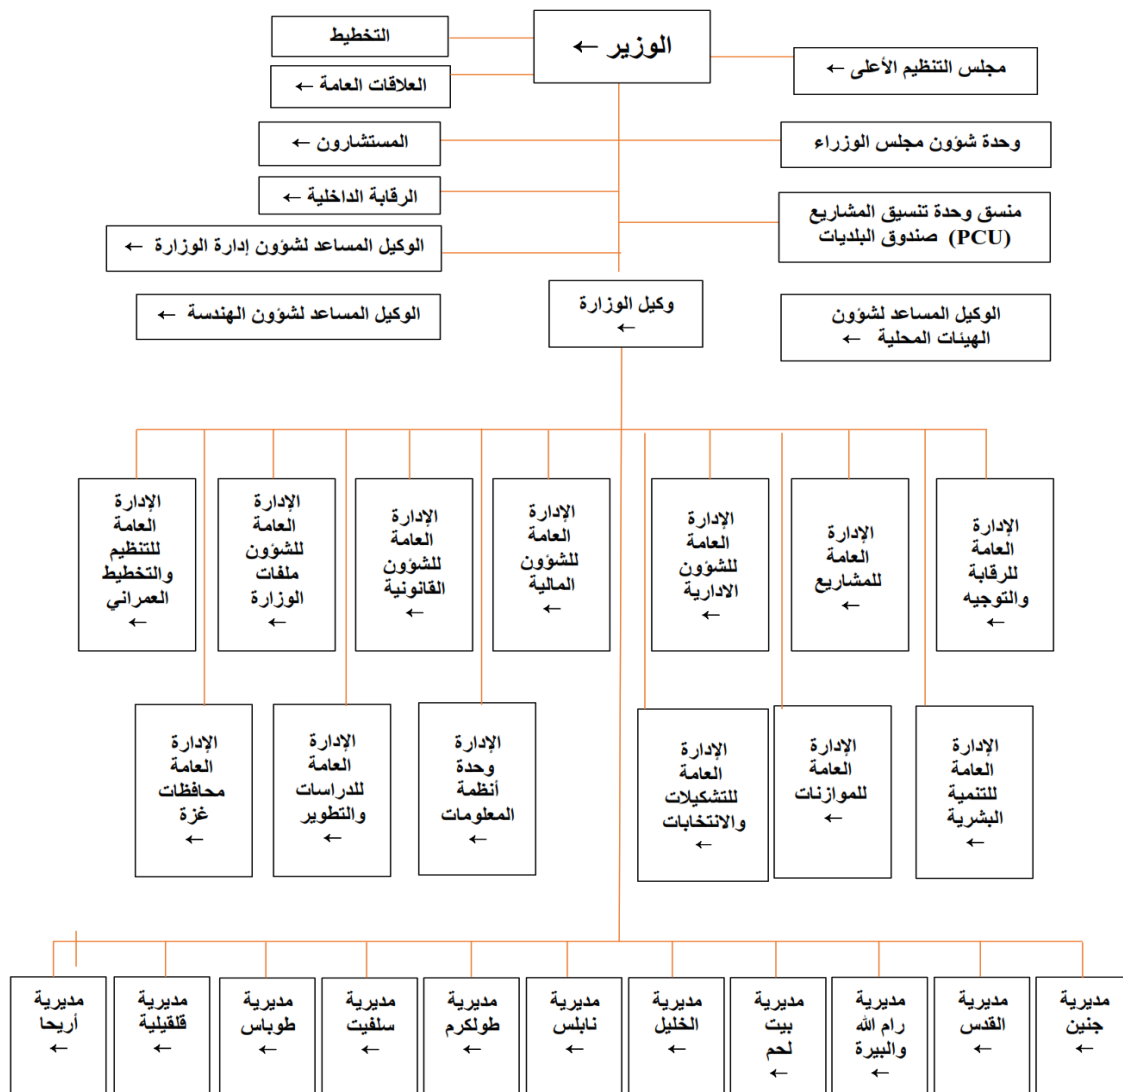 الوزير ←
التخطيط
مجلس التنظيم الأعلى ←
العلاقات العامة ←
وحدة شؤون مجلس الوزراء
المستشارون ←
الرقابة الداخلية ←
منسق وحدة تنسيق المشاريع
(PCU) صندوق البلديات
الوكيل المساعد لشؤون إدارة الوزارة ←
وكيل الوزارة
←
الوكيل المساعد لشؤون
الهيئات المحلية ←
الوكيل المساعد لشؤون الهندسة ←
الإدارة
العامة
للرقابة
والتوجيه
←
الإدارة
العامة
للمشاريع
←
الإدارة
العامة
للشؤون
الادارية
←
الإدارة
العامة
للشؤون
المالية
←
الإدارة
العامة
للشؤون
القانونية
←
الإدارة
العامة
للشؤون
ملفات
الوزارة
←
الإدارة
العامة
للتنظيم
والتخطيط
العمراني
←
الإدارة
العامة
للتنمية
البشرية
←
الإدارة
العامة
للموازنات
←
الإدارة
العامة
للتشكيلات
والانتخابات
←
الإدارة
وحدة
أنظمة
المعلومات
←
الإدارة
العامة
للدراسات
والتطوير
←
الإدارة
العامة
محافظات
غزة
←
مديرية
جنين
←
مديرية
القدس
←
مديرية
رام الله
والبيرة
←
مديرية
بيت
لحم
←
مديرية
الخليل
←
مديرية
نابلس
←
مديرية
طولكرم
←
مديرية
سلفيت
←
مديرية
طوباس
←
مديرية
قلقيلية
←
مديرية
أريحا
←